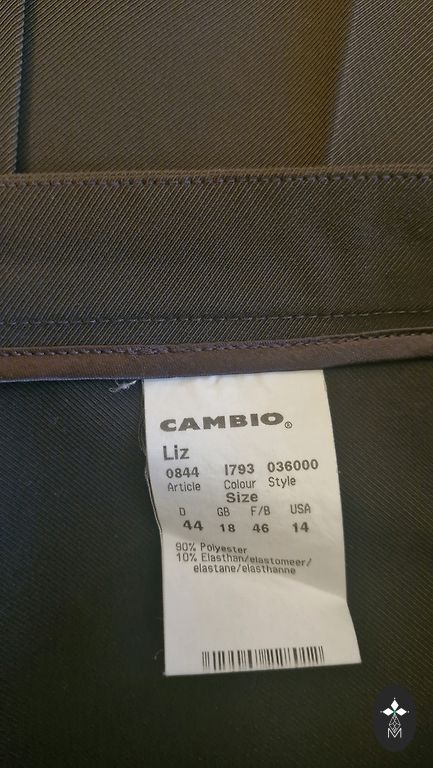 CAMBIO®
Liz
0844 I793 036000
Article Colour Style
Size
D GB F/B USA
44 18 46 14
90% Polyester
10% Elasthan/elastomeer/
elastane/elasthanne
M